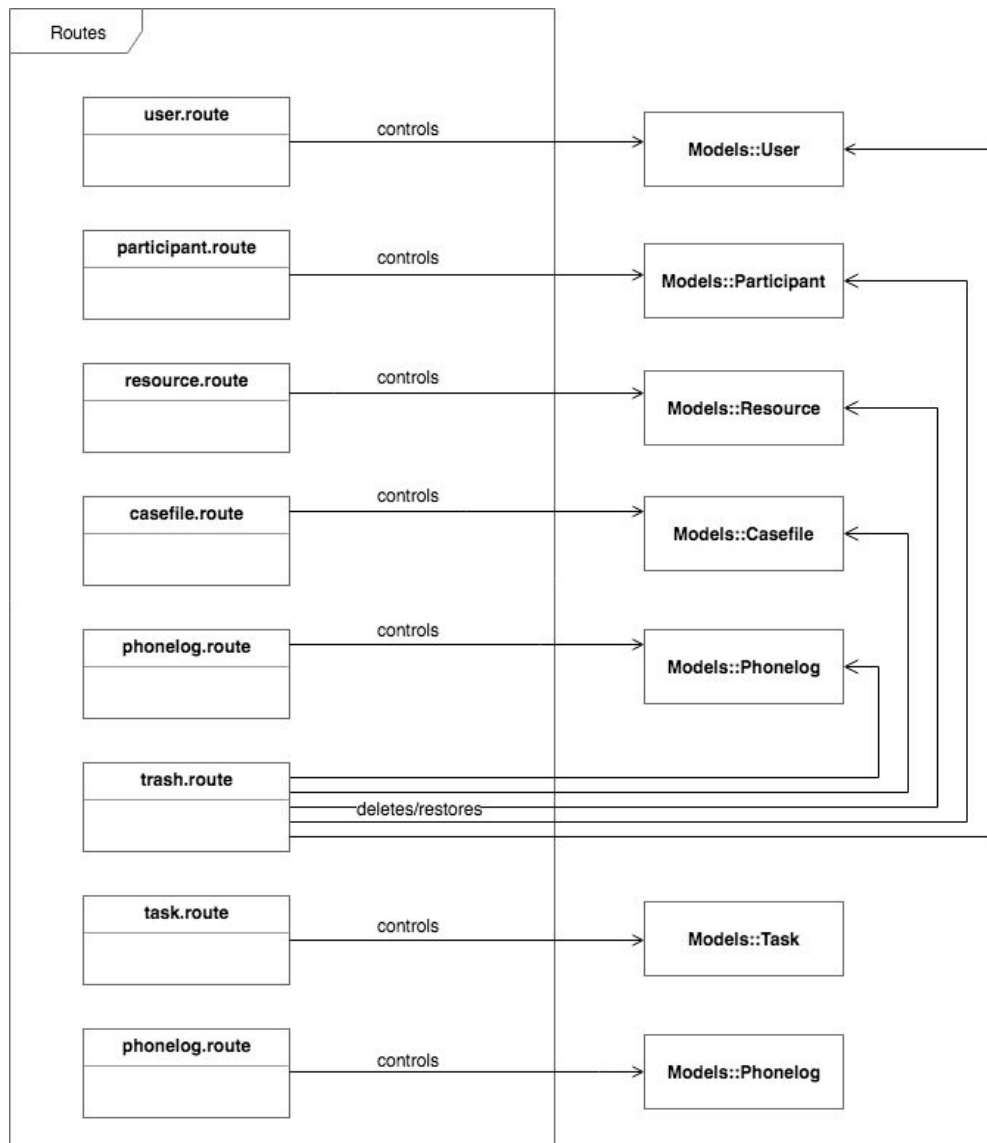 Routes
user.route
controls
Models::User
participant.route
controls
Models::Participant
resource.route
controls
Models::Resource
casefile.route
controls
Models::Casefile
phonelog.route
controls
Models::Phonelog
trash.route
deletes/restores
task.route
controls
Models::Task
phonelog.route
controls
Models::Phonelog